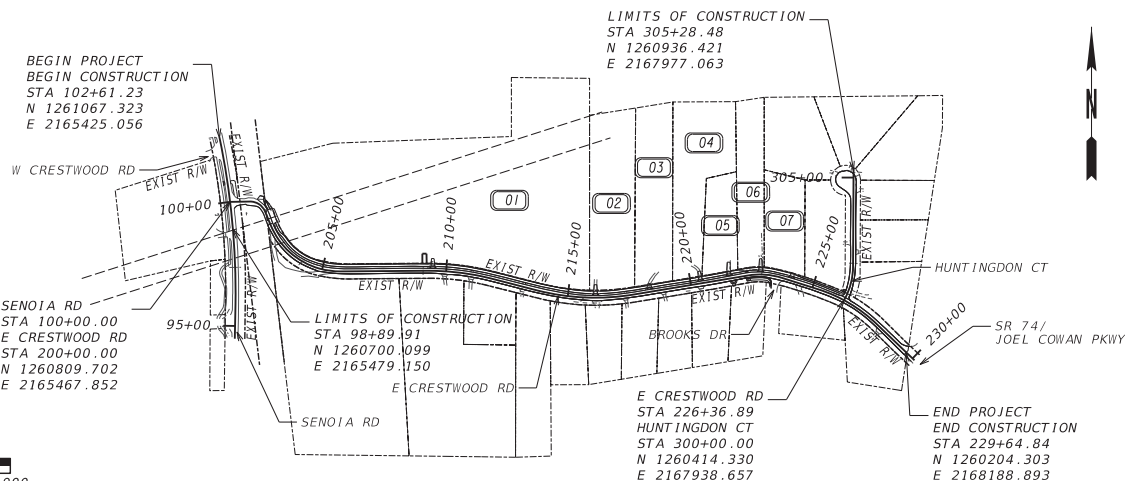 LIMITS OF CONSTRUCTION
STA 305+28.48
N 1260936.421
E 2167977.063
BEGIN PROJECT
BEGIN CONSTRUCTION
STA 102+61.23
N 1261067.323
E 2165425.056
N
W CRESTWOOD RD
EXIST R/W
EXIST R/W
100+00
205+00
210+00
215+00
220+00
225+00
230+00
305+00
01
02
03
04
05
06
07
EXIST R/W
EXIST R/W
EXIST R/W
EXIST R/W
EXIST R/W
EXIST R/W
HUNTINGDON CT
SENOIA RD
STA 100+00.00
E CRESTWOOD RD
STA 200+00.00
N 1260809.702
E 2165467.852
95+00
LIMITS OF CONSTRUCTION
STA 98+89.91
N 1260700.099
E 2165479.150
BROOKS DR
E CRESTWOOD RD
SENOIA RD
SR 74/
JOEL COWAN PKWY
E CRESTWOOD RD
STA 226+36.89
HUNTINGDON CT
STA 300+00.00
N 1260414.330
E 2167938.657
END PROJECT
END CONSTRUCTION
STA 229+64.84
N 1260204.303
E 2168188.893